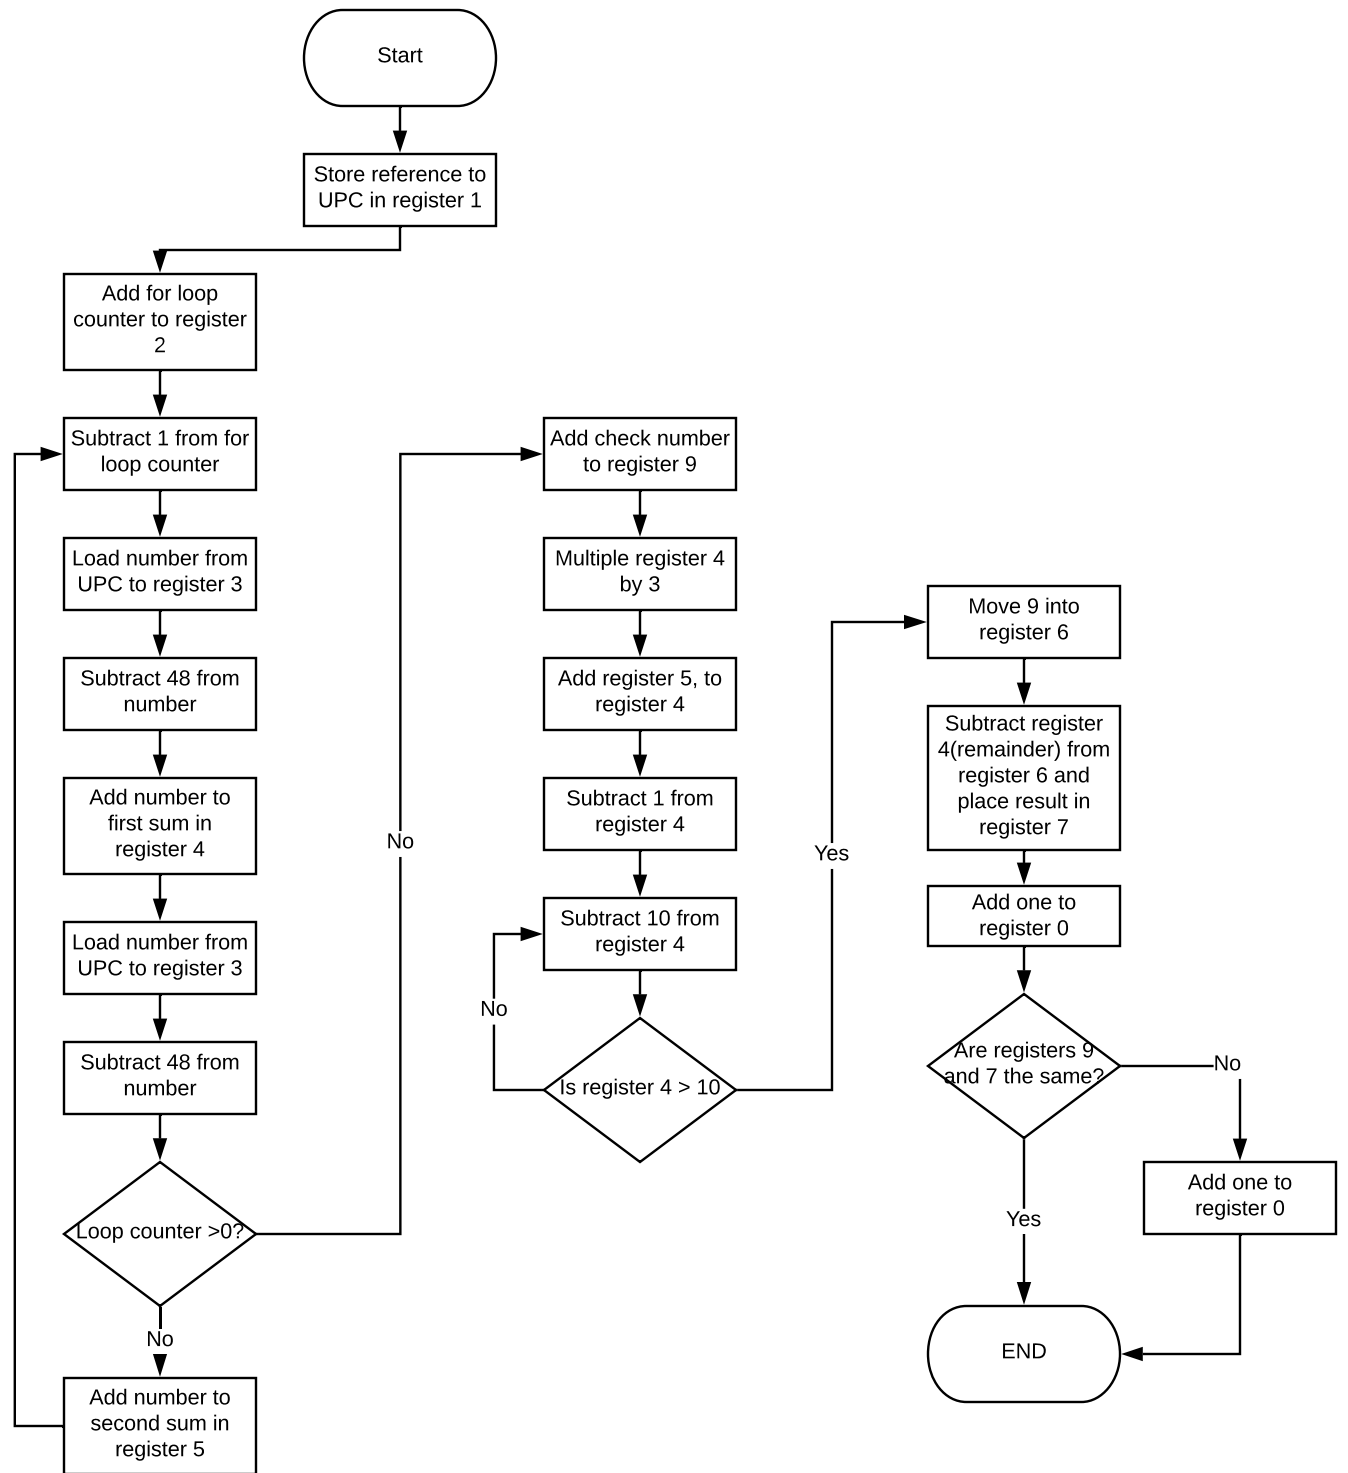 Start
Store reference to
UPC in register 1
Add for loop
counter to register
2
Subtract 1 from for
loop counter
Load number from
UPC to register 3
Subtract 48 from
number
Add number to
first sum in
register 4
Load number from
UPC to register 3
Subtract 48 from
number
Loop counter >0?
No
Add number to
second sum in
register 5
No
Add check number
to register 9
Multiple register 4
by 3
Add register 5, to
register 4
Subtract 1 from
register 4
Subtract 10 from
register 4
No
Is register 4 > 10
Yes
Move 9 into
register 6
Subtract register
4(remainder) from
register 6 and
place result in
register 7
Add one to
register 0
Are registers 9
and 7 the same?
No
Add one to
register 0
Yes
END